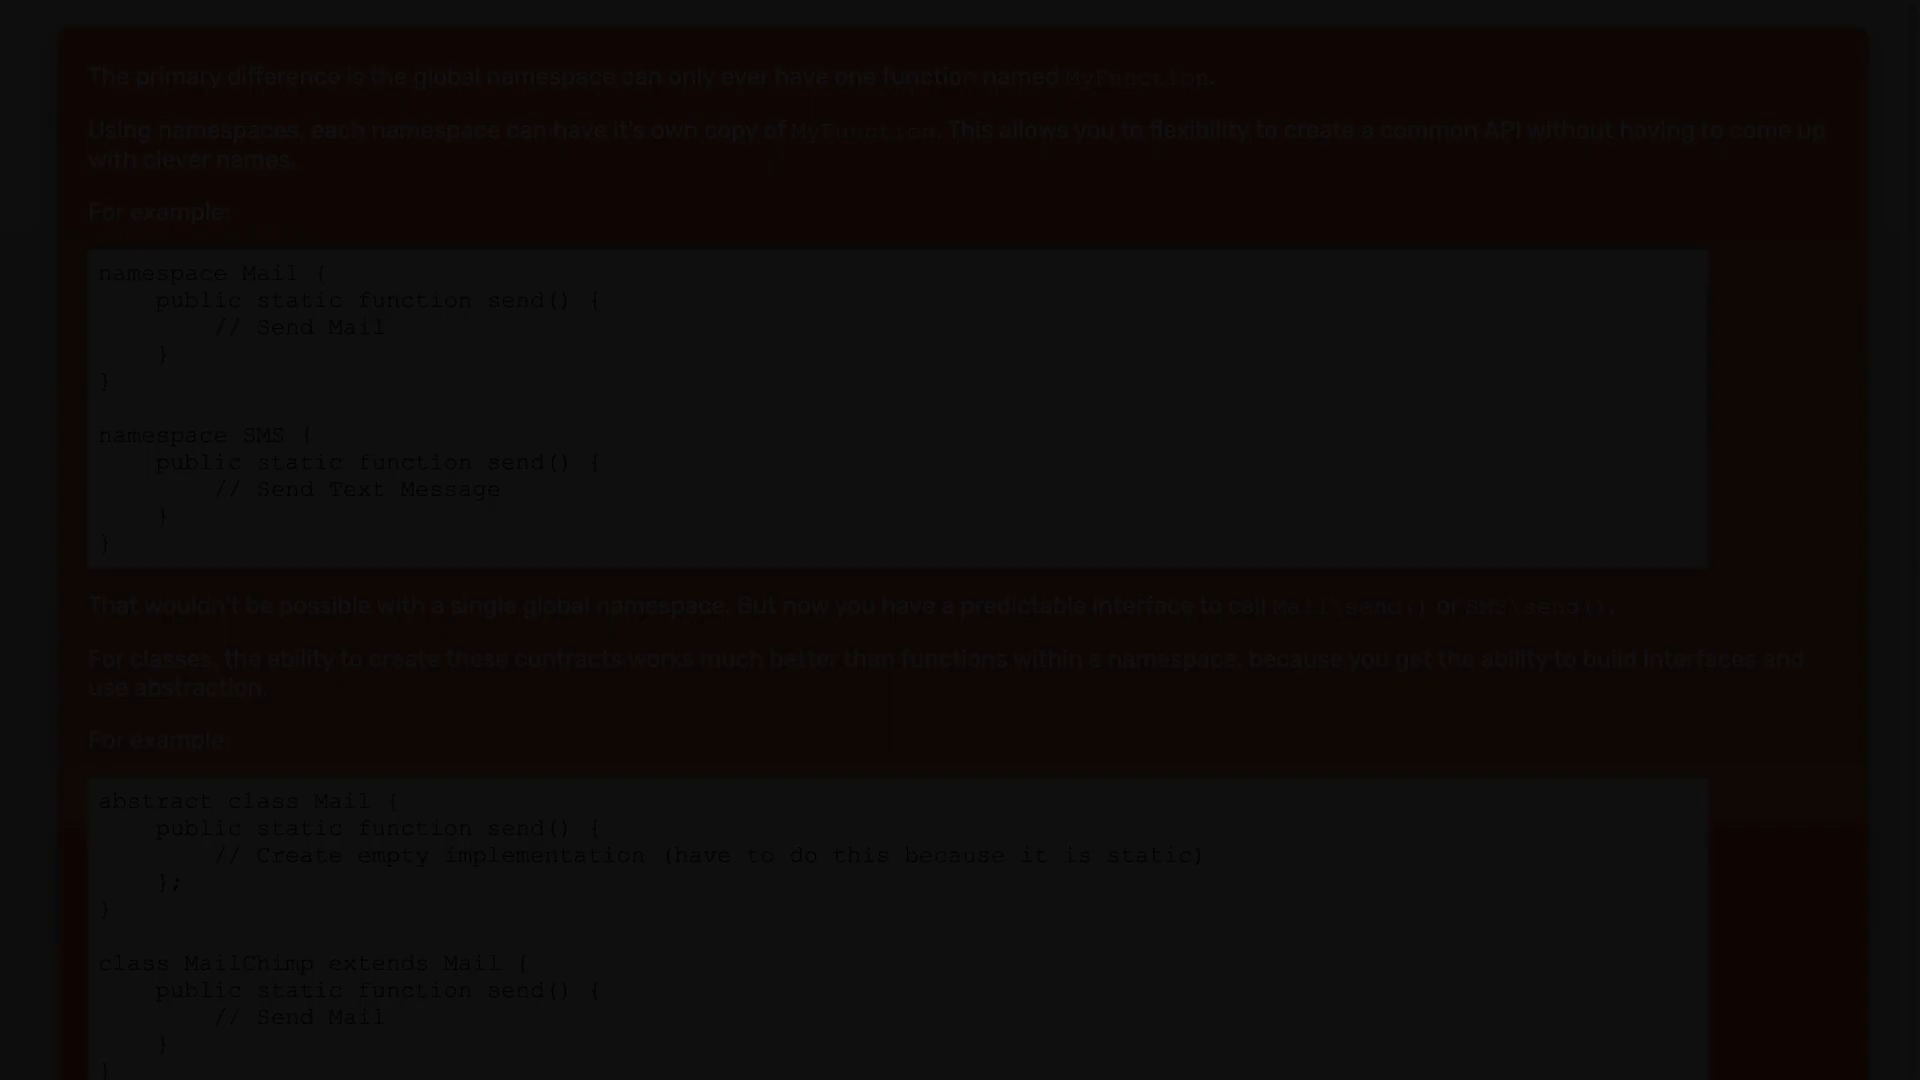 The primary difference is the global namespace can only ever have one function named MyFunction.
Using namespaces, each namespace can have it's own copy of MyFunction. This allows you to flexibility to create a common API without having to come up
with clever names.
For example:
namespace Mail {
    public static function send() {
        // Send Mail
    }
}
namespace SMS {
    public static function send() {
        // Send Text Message
    }
}
That wouldn't be possible with a single global namespace. But now you have a predictable interface to call Mail\send() or SMS\send().
For classes, the ability to create these contracts works much better than functions within a namespace, because you get the ability to build interfaces and
use abstraction.
For example:
abstract class Mail {
    public static function send() {
        // Create empty implementation (have to do this because it is static)
    };
}
class MailChimp extends Mail {
    public static function send() {
        // Send Mail
    }
}